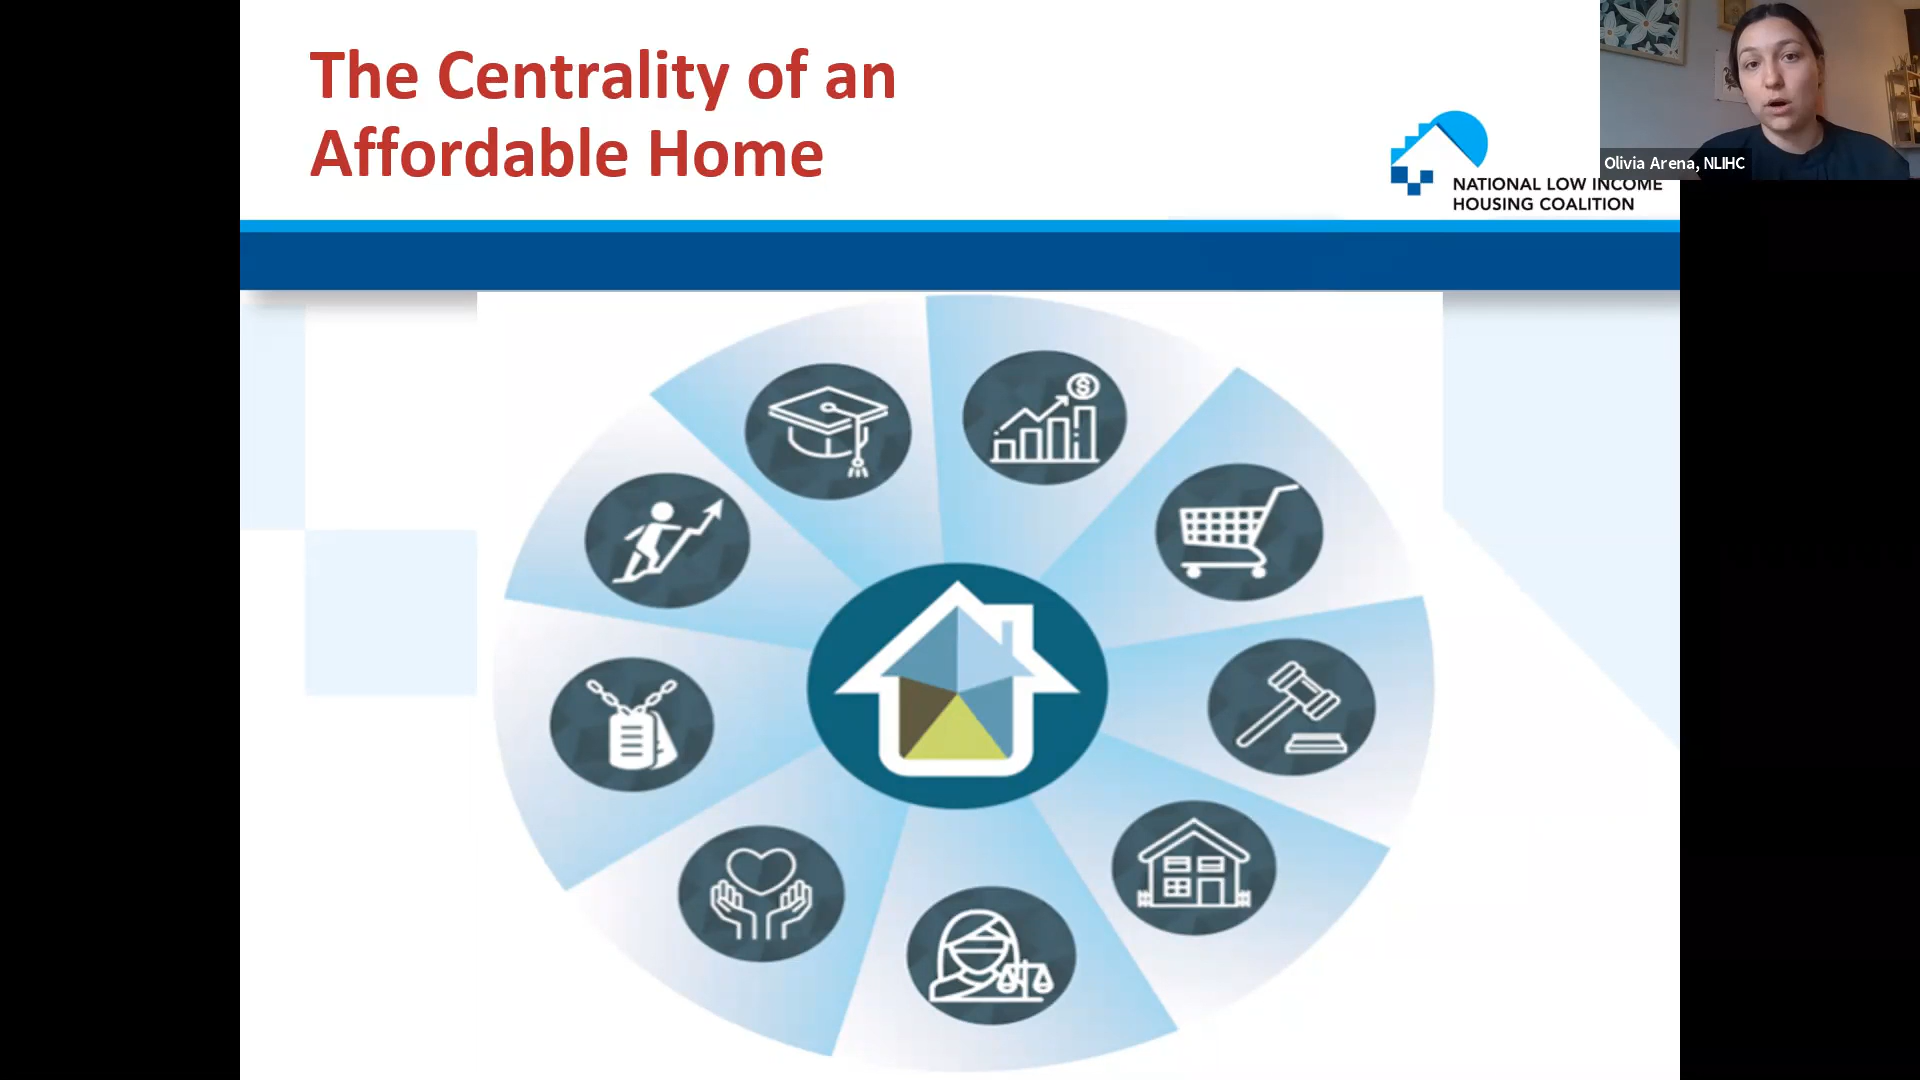 The Centrality of an
Affordable Home
NATIONAL LOW INCOME
HOUSING COALITION
Olivia Arena, NLIHC
$